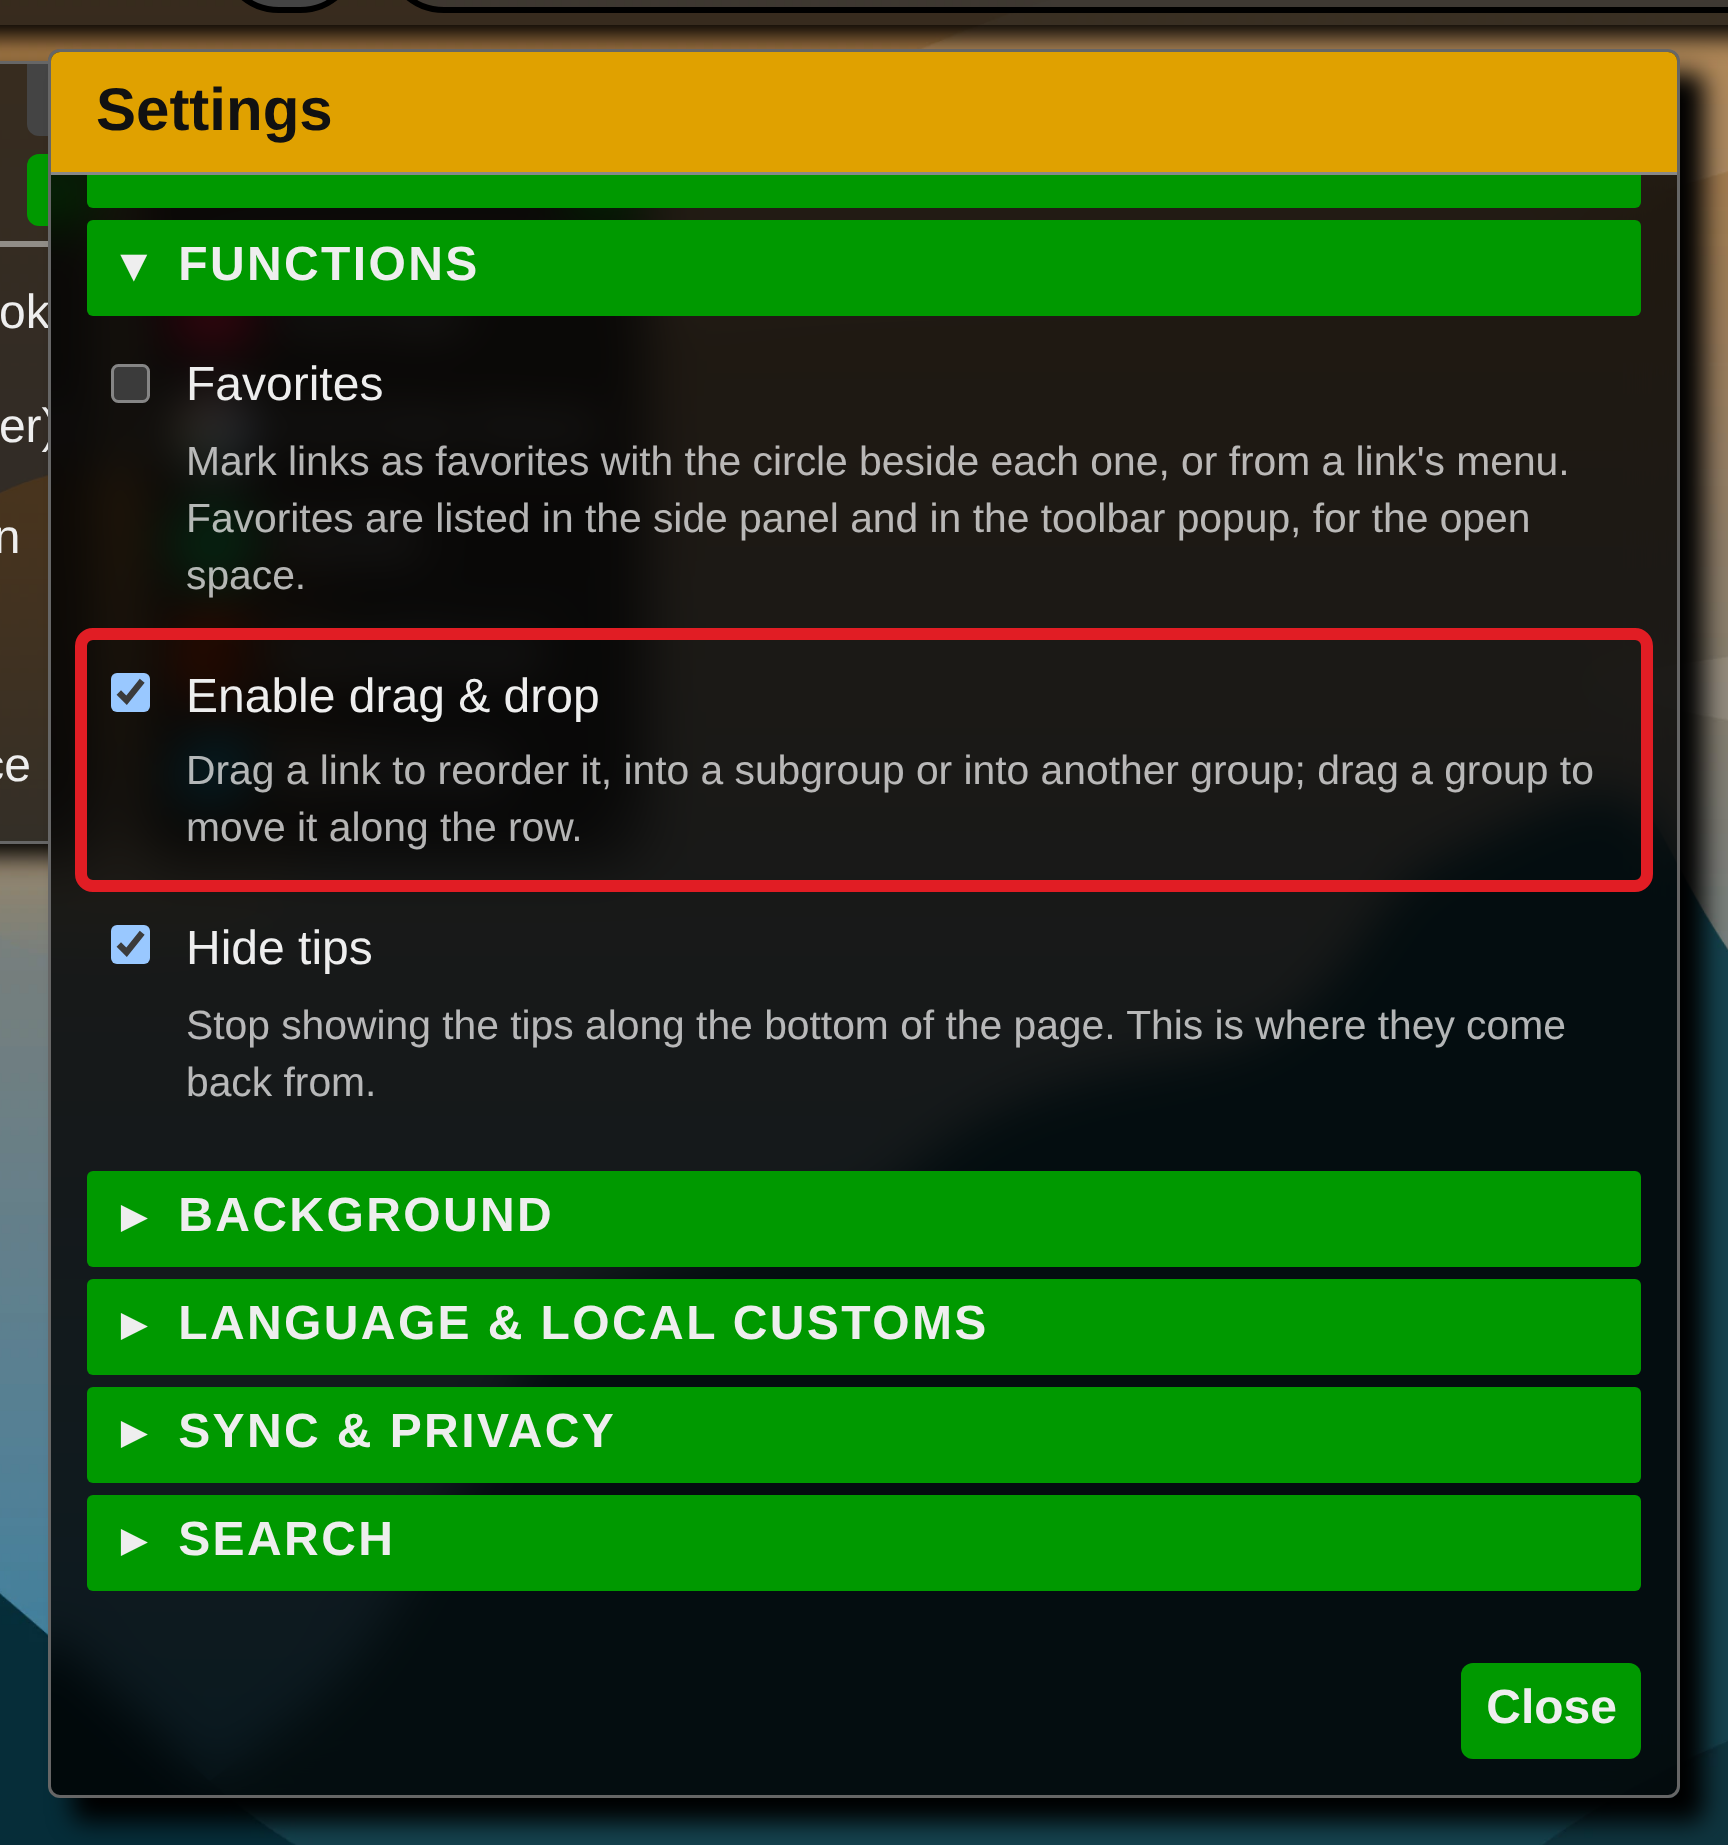 Settings
▼ FUNCTIONS
Favorites
Mark links as favorites with the circle beside each one, or from a link's menu.
Favorites are listed in the side panel and in the toolbar popup, for the open
space.
Enable drag & drop
Drag a link to reorder it, into a subgroup or into another group; drag a group to
move it along the row.
Hide tips
Stop showing the tips along the bottom of the page. This is where they come
back from.
► BACKGROUND
► LANGUAGE & LOCAL CUSTOMS
► SYNC & PRIVACY
► SEARCH
Close